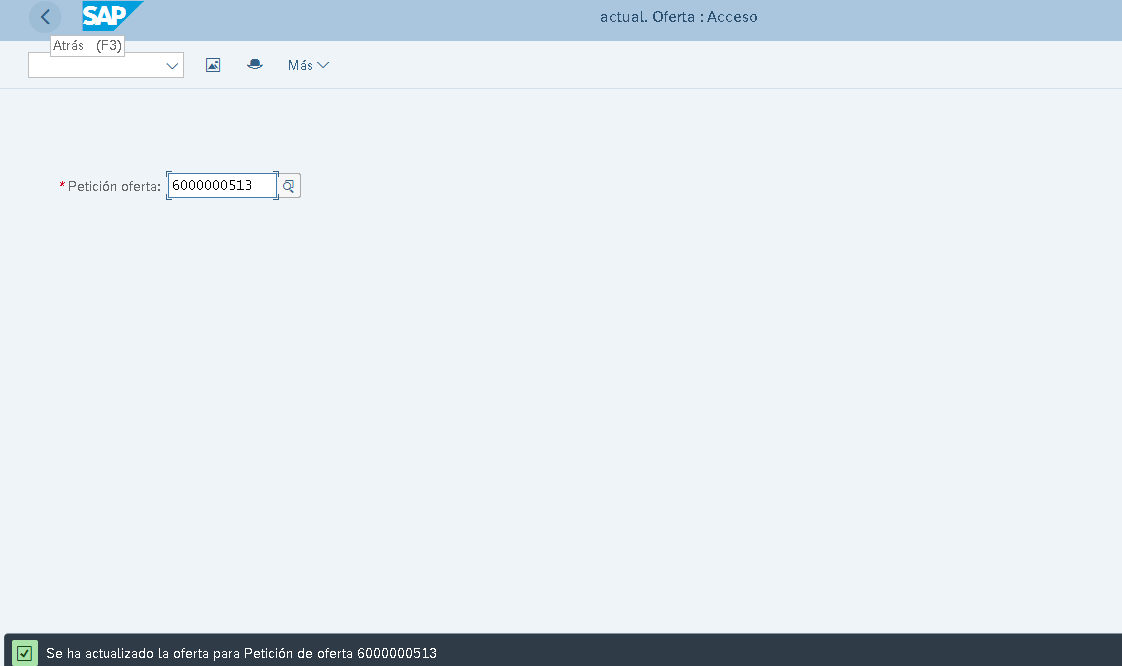 SAP
actual. Oferta : Acceso
Atrás (F3)
Más
* Petición oferta: 6000000513
Se ha actualizado la oferta para Petición de oferta 6000000513